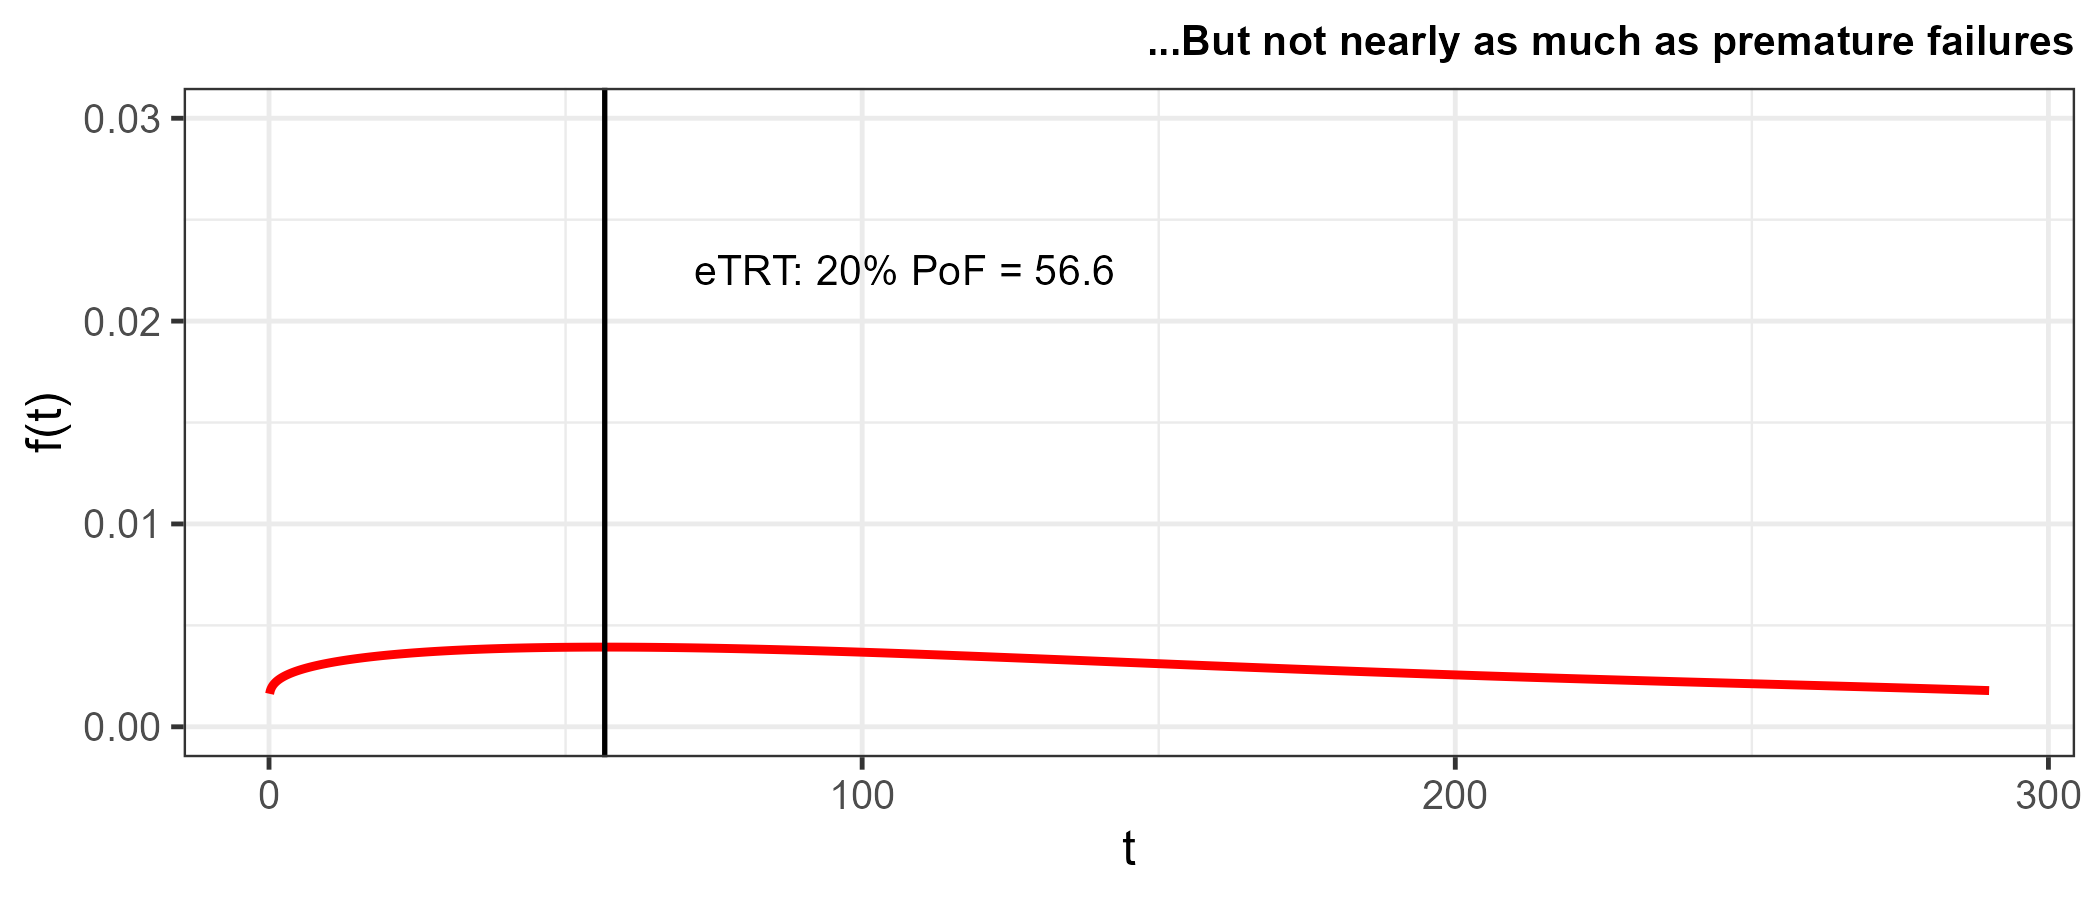 ...But not nearly as much as premature failures
0.03
eTRT: 20% PoF = 56.6
0.02
f(t)
0.01
0.00
0 100 200 300
t